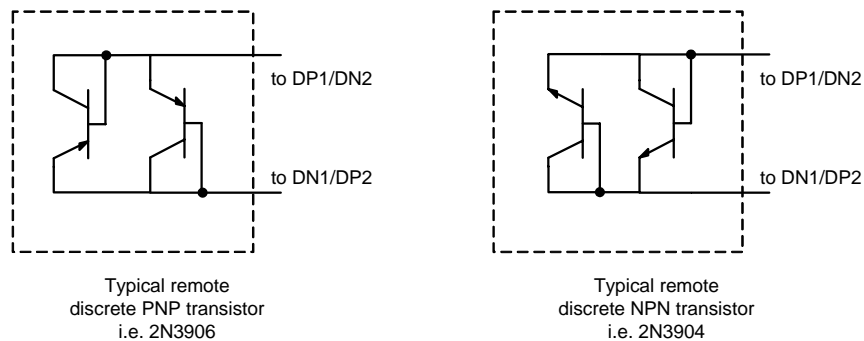 to DP1/DN2
to DN1/DP2
Typical remote
discrete PNP transistor
i.e. 2N3906
to DP1/DN2
to DN1/DP2
Typical remote
discrete NPN transistor
i.e. 2N3904